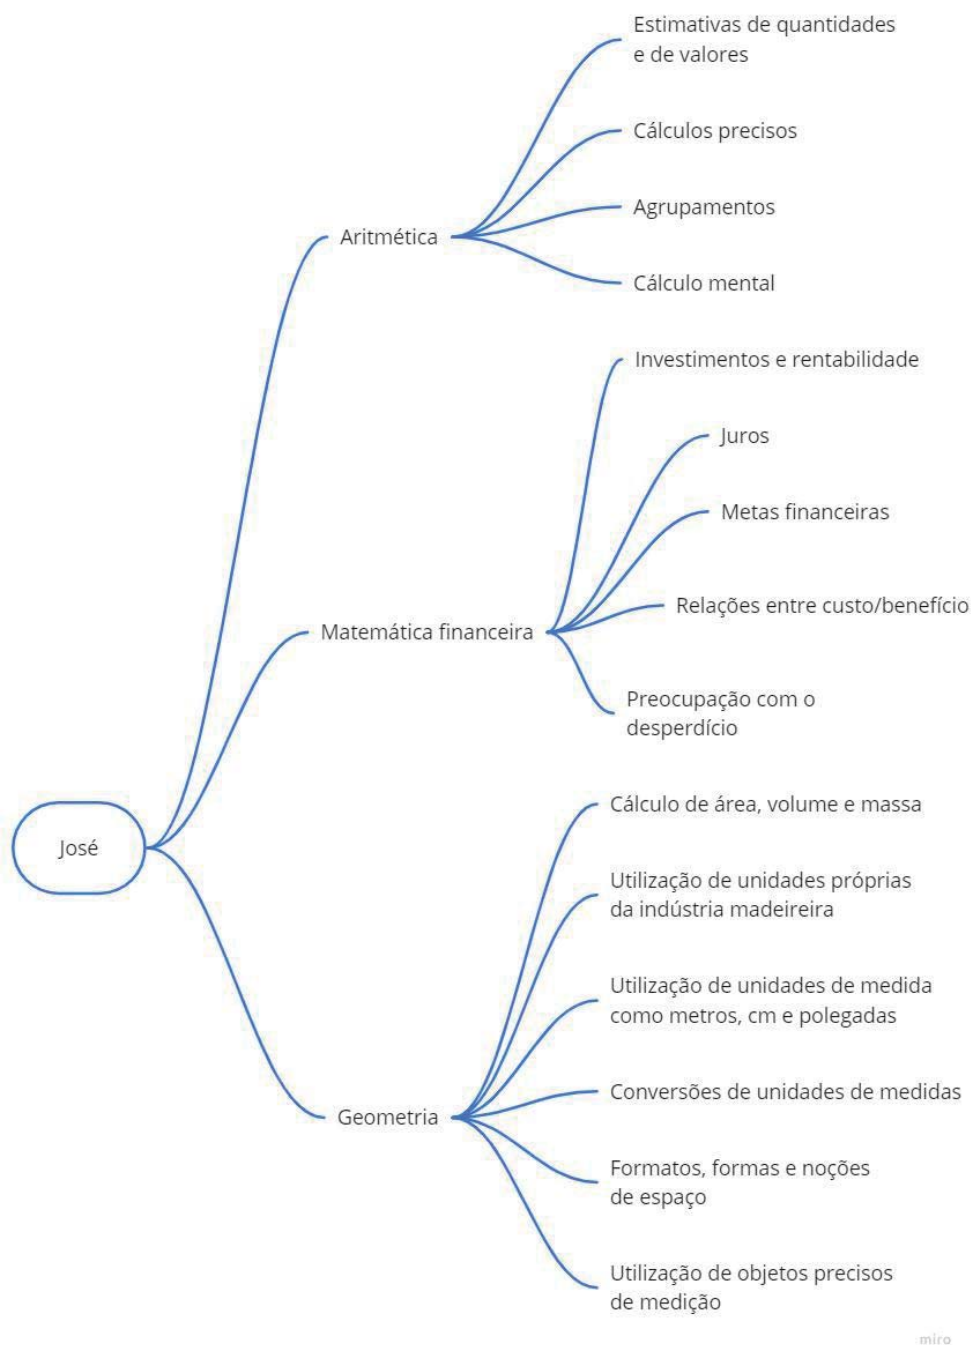 Estimativas de quantidades
e de valores
Cálculos precisos
Agrupamentos
Aritmética
Cálculo mental
Investimentos e rentabilidade
Juros
Metas financeiras
Relações entre custo/benefício
Matemática financeira
Preocupação com o
desperdício
Cálculo de área, volume e massa
José
Utilização de unidades próprias
da indústria madeireira
Utilização de unidades de medida
como metros, cm e polegadas
Conversões de unidades de medidas
Geometria
Formatos, formas e noções
de espaço
Utilização de objetos precisos
de medição
miro